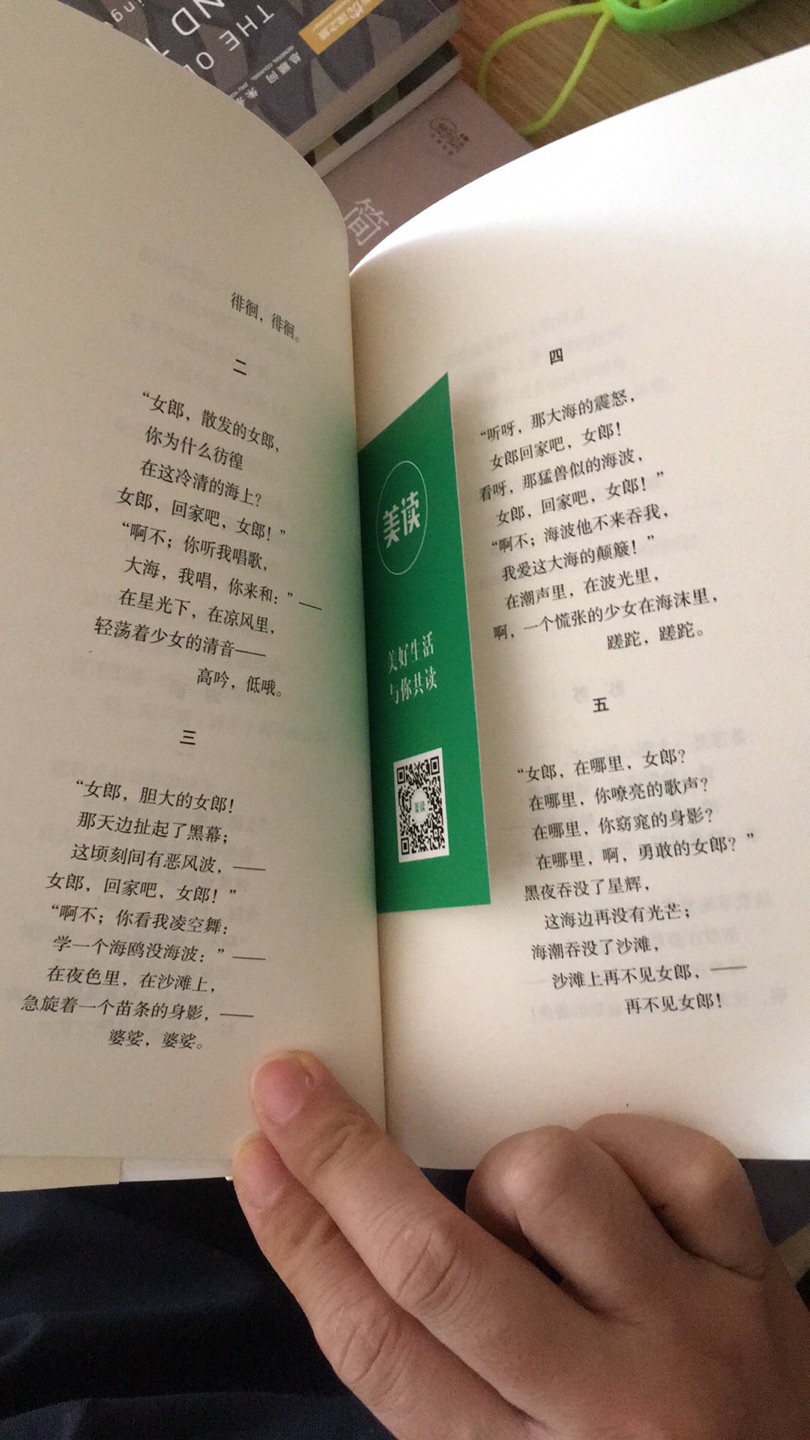 THE O
ND T
ing
总顾问
简
徘徊，徘徊。
二
“女郎，散发的女郎，
你为什么彷徨
在这冷清的海上？
女郎，回家吧，女郎！”
“啊不；你听我唱歌，
大海，我唱，你来和：”——
在星光下，在凉风里，
轻荡着少女的清音——
高吟，低哦。
三
“女郎，胆大的女郎！
那天边扯起了黑幕；
这顷刻间有恶风波，——
女郎，回家吧，女郎！”
“啊不；你看我凌空舞：
学一个海鸥没海波：”——
在夜色里，在沙滩上，
急旋着一个苗条的身影，——
婆娑，婆娑。
美读
美好生活
与你共读
美读
四
“听呀，那大海的震怒，
女郎回家吧，女郎！
看呀，那猛兽似的海波，
女郎，回家吧，女郎！”
“啊不；海波他不来吞我，
我爱这大海的颠簸！”
在潮声里，在波光里，
啊，一个慌张的少女在海沫里，
蹉跎，蹉跎。
五
“女郎，在哪里，女郎？
在哪里，你嘹亮的歌声？
在哪里，你窈窕的身影？
在哪里，啊，勇敢的女郎？”
黑夜吞没了星辉，
这海边再没有光芒；
海潮吞没了沙滩，
沙滩上再不见女郎，——
再不见女郎！